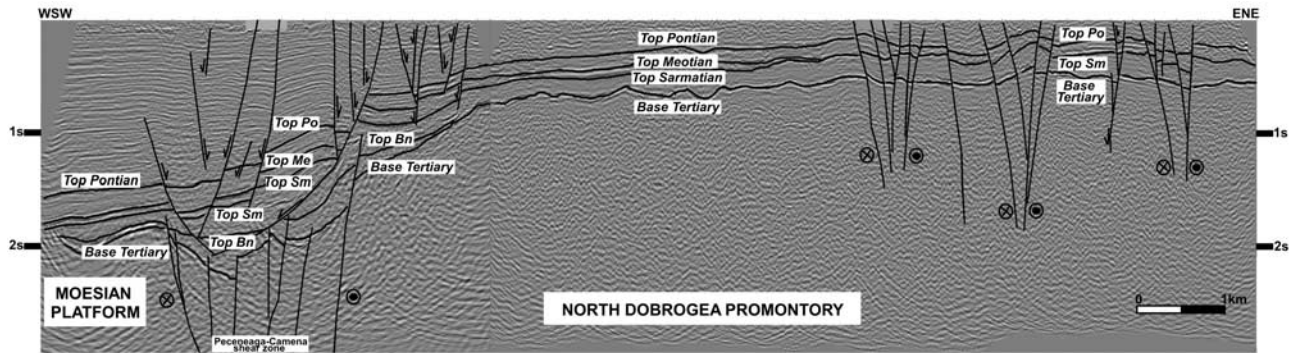 WSW
ENE
Top Pontian
Top Po
Top Meotian
Top Sarmatian
Top Sm
Base
Tertiary
Base Tertiary
1s
1s
Top Po
Top Bn
Top Me
Base Tertiary
Top Pontian
Top Sm
Top Sm
Top Bn
2s
2s
Base Tertiary
MOESIAN
PLATFORM
NORTH DOBROGEA PROMONTORY
0
1km
Peceneaga-Camena
shear zone